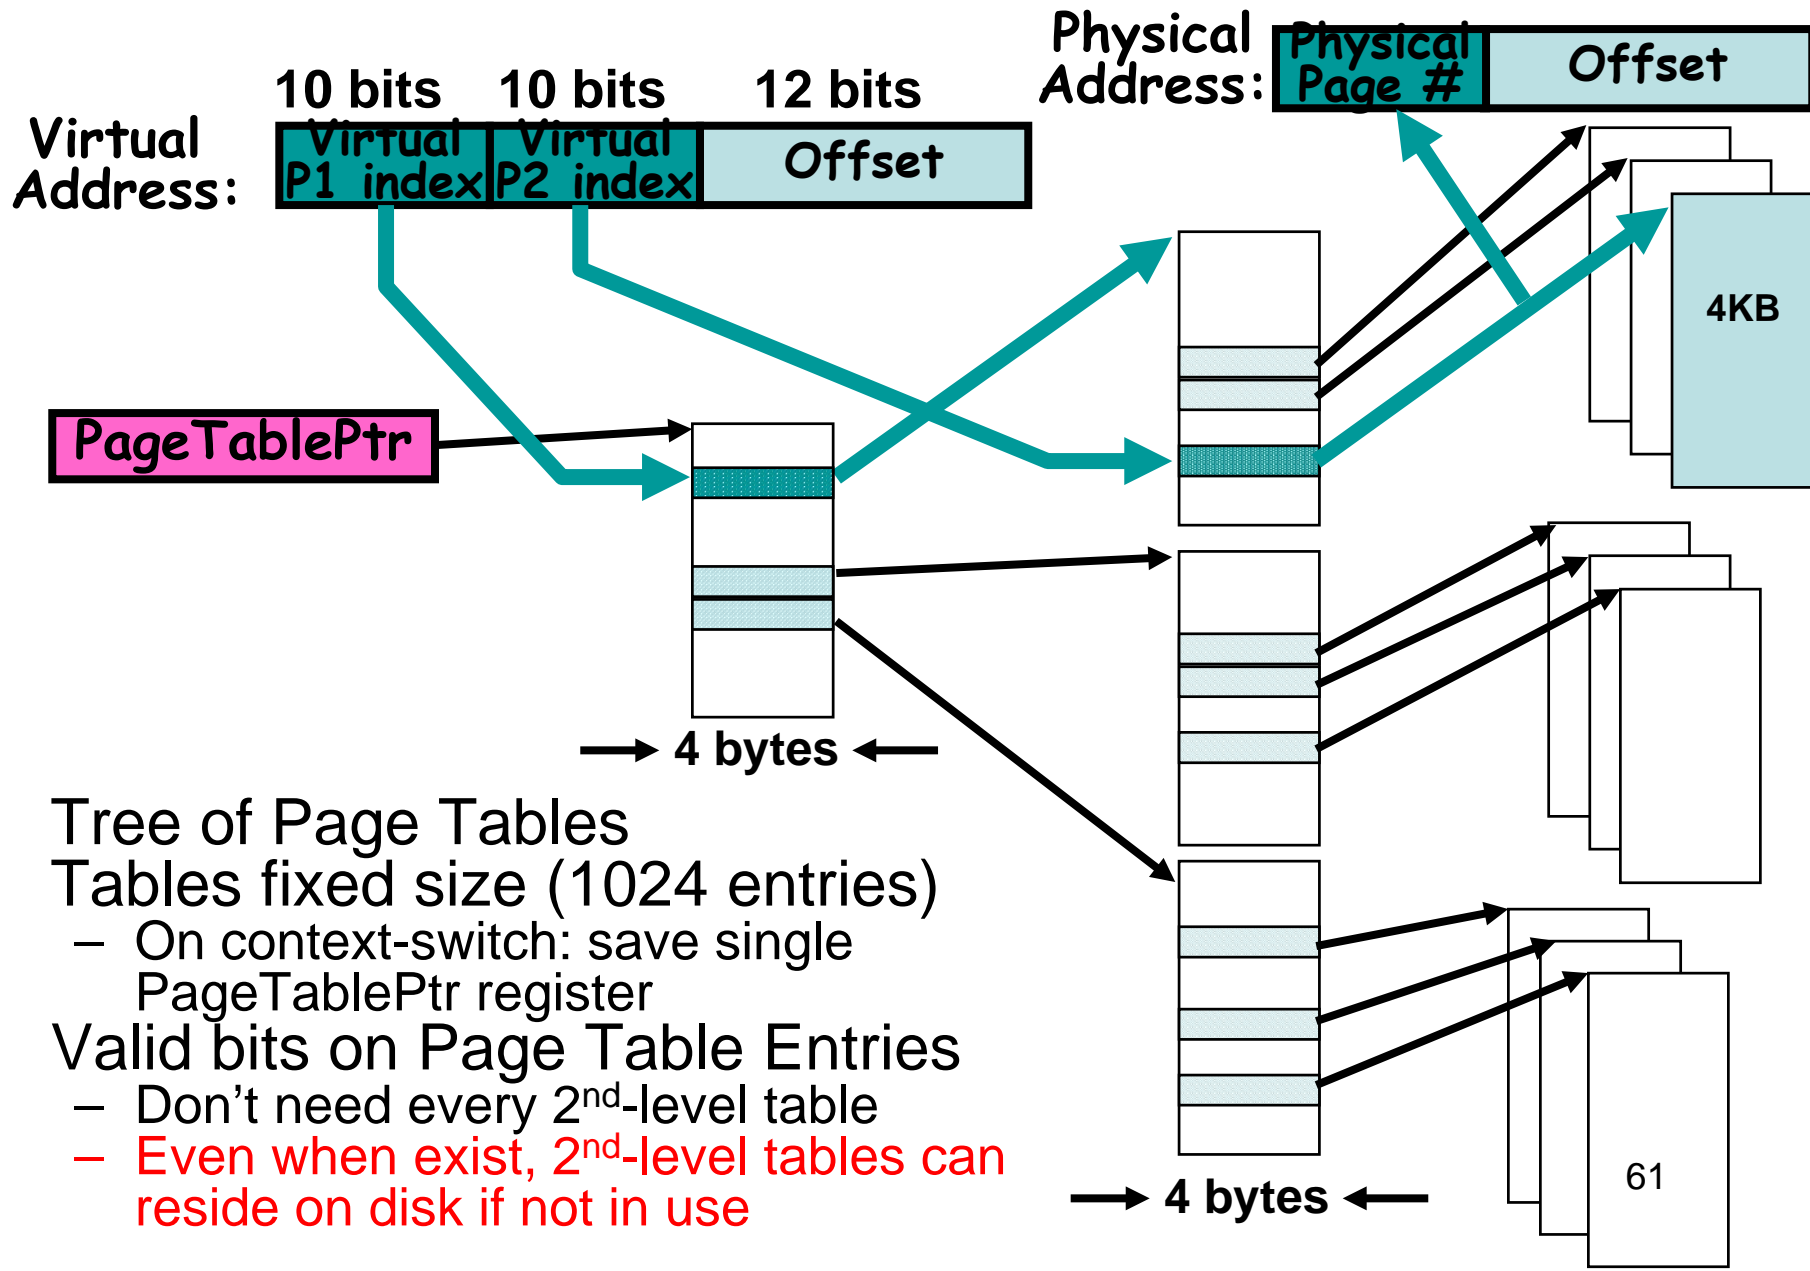 Physical
Address:
Physical
Page #
Offset
10 bits
10 bits
12 bits
Virtual
Address:
Virtual
P1 index
Virtual
P2 index
Offset
4KB
PageTablePtr
4 bytes
Tree of Page Tables
Tables fixed size (1024 entries)
– On context-switch: save single
PageTablePtr register
Valid bits on Page Table Entries
– Don’t need every 2nd-level table
– Even when exist, 2nd-level tables can
reside on disk if not in use
4 bytes
61